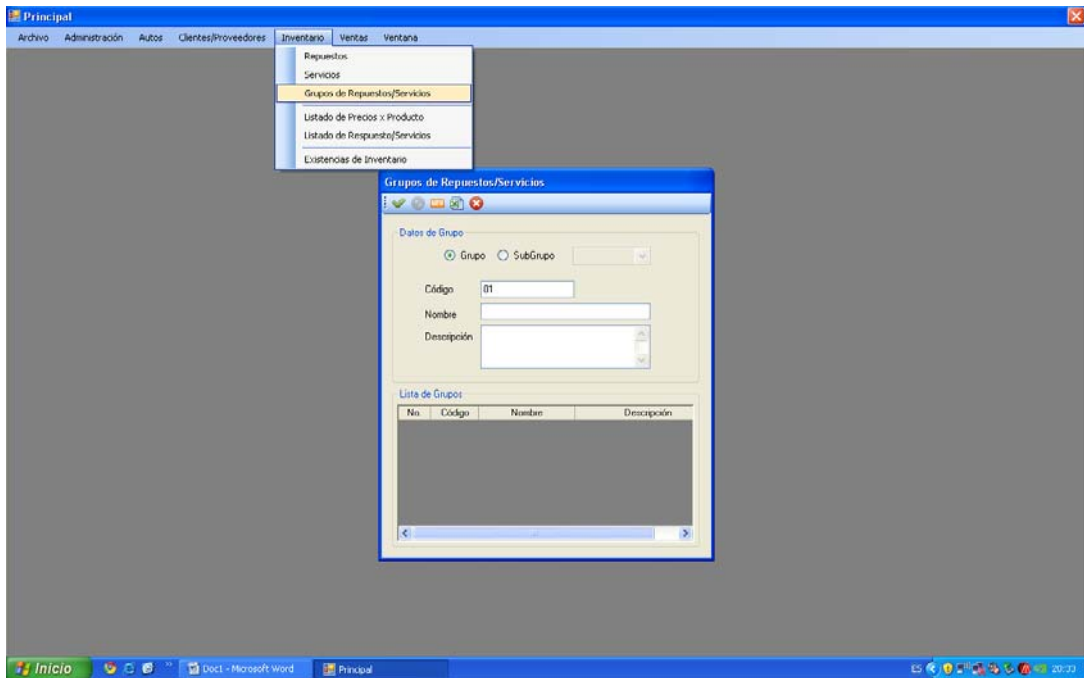 Principal
Archivo Administración Autos Clientes/Proveedores Inventario Ventas Ventana
Repuestos
Servicios
Grupos de Repuestos/Servicios
Listado de Precios x Producto
Listado de Respuesto/Servicios
Existencias de Inventario
Grupos de Repuestos/Servicios
Datos de Grupo
Grupo SubGrupo
Código 01
Nombre
Descripción
Lista de Grupos
No. Código Nombre Descripción
Inicio Doc1 - Microsoft Word Principal ES 20:33